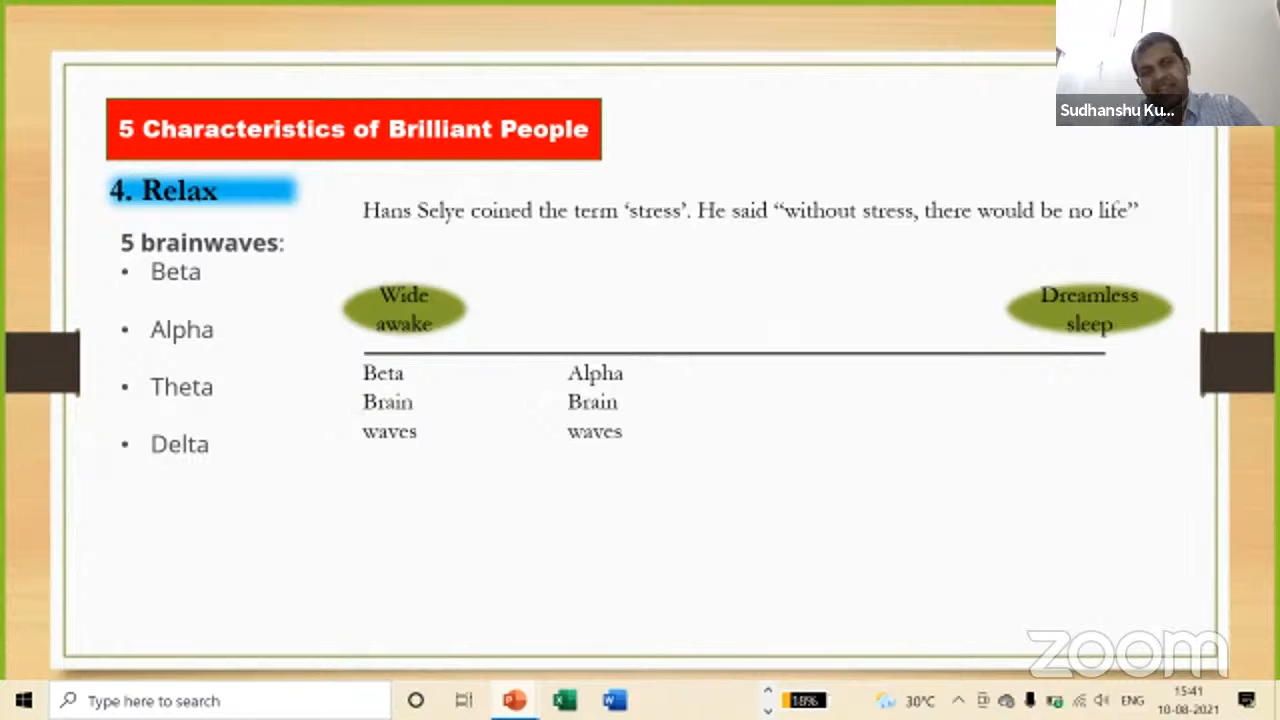 5 Characteristics of Brilliant People
Sudhanshu Ku...
4. Relax
Hans Selye coined the term ‘stress’. He said “without stress, there would be no life”
5 brainwaves:
• Beta
• Alpha
• Theta
• Delta
Wide
awake
Dreamless
sleep
Beta
Brain
waves
Alpha
Brain
waves
zoom
Type here to search
18%
30°C
ENG
15:41
10-08-2021